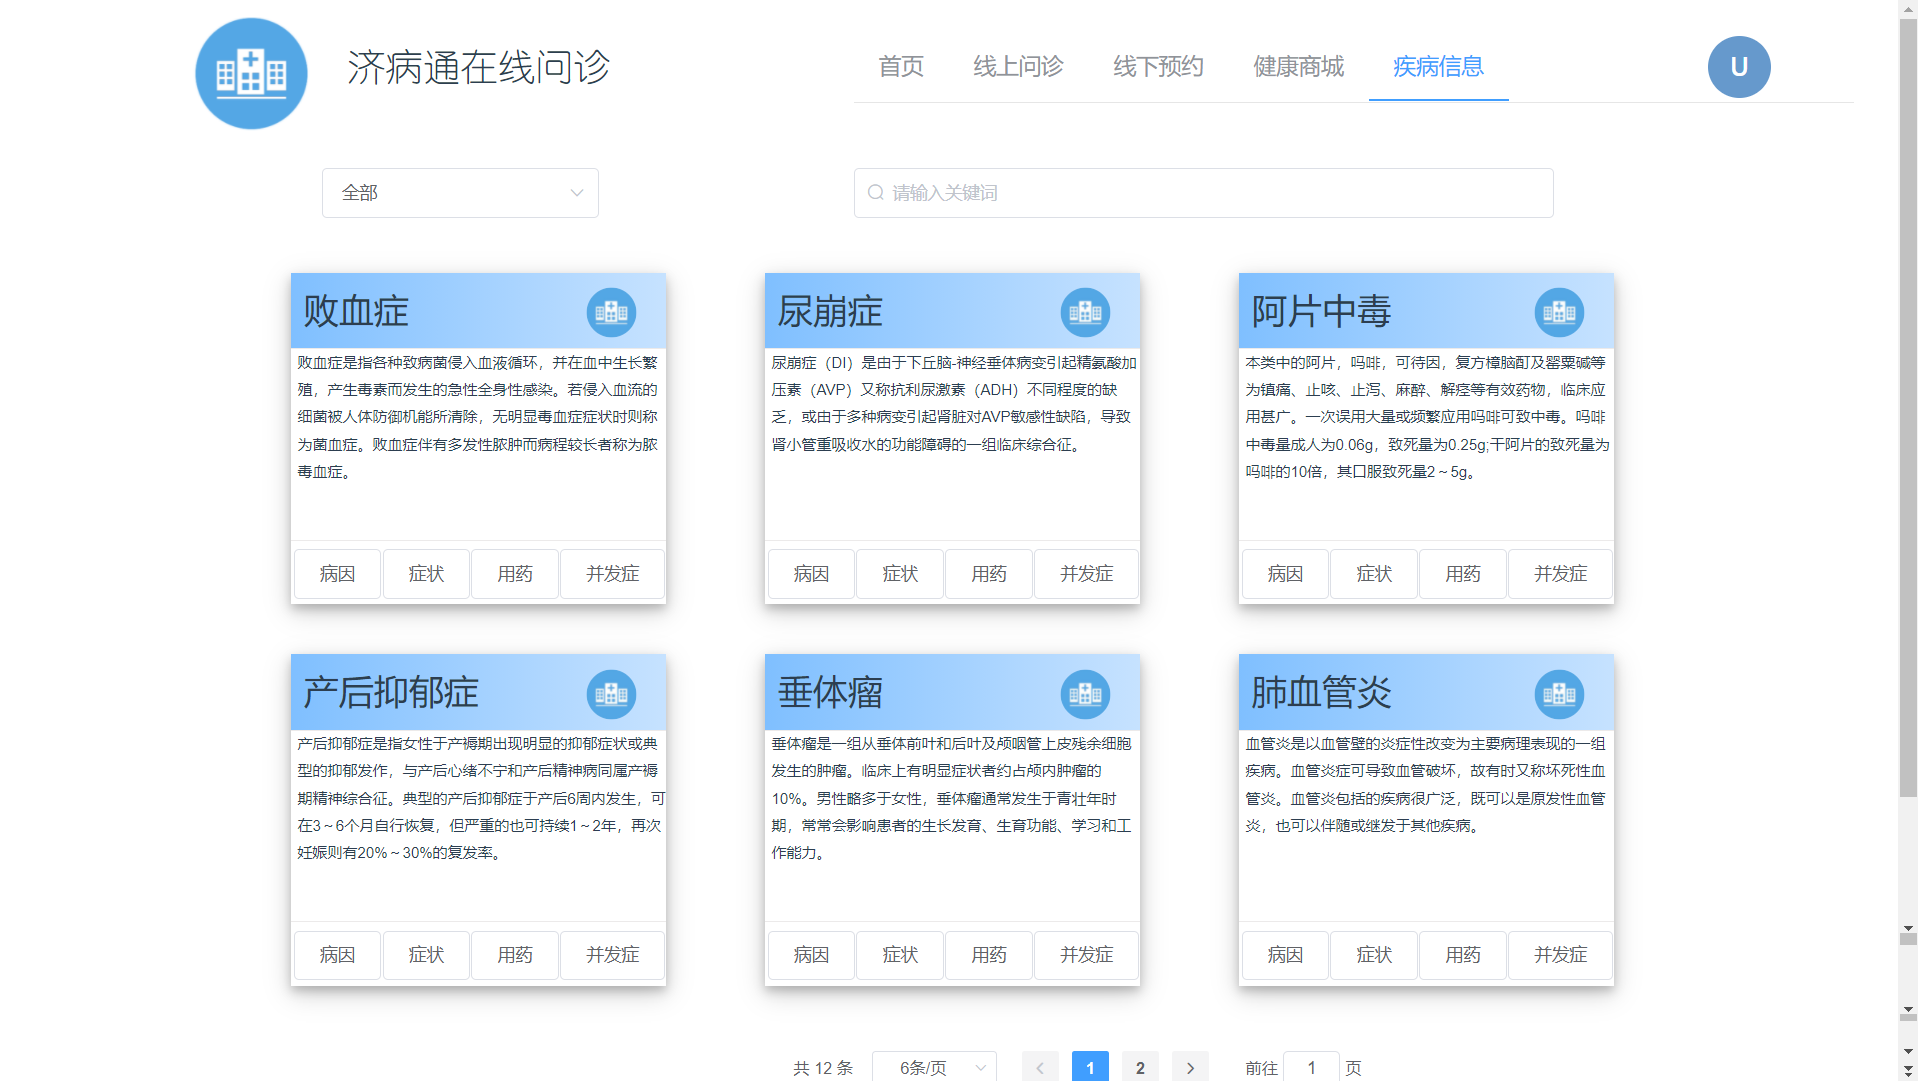 济病通在线问诊
首页 线上问诊 线下预约 健康商城 疾病信息
U
全部
请输入关键词
败血症
败血症是指各种致病菌侵入血液循环，并在血中生长繁
殖，产生毒素而发生的急性全身性感染。若侵入血流的
细菌被人体防御机能所清除，无明显毒血症症状时则称
为菌血症。败血症伴有多发性脓肿而病程较长者称为脓
毒血症。
病因 症状 用药 并发症
尿崩症
尿崩症（DI）是由于下丘脑-神经垂体病变引起精氨酸加
压素（AVP）又称抗利尿激素（ADH）不同程度的缺
乏，或由于多种病变引起肾脏对AVP敏感性缺陷，导致
肾小管重吸收水的功能障碍的一组临床综合征。
病因 症状 用药 并发症
阿片中毒
本类中的阿片，吗啡，可待因，复方樟脑酊及罂粟碱等
为镇痛、止咳、止泻、麻醉、解痉等有效药物，临床应
用甚广。一次误用大量或频繁应用吗啡可致中毒。吗啡
中毒量成人为0.06g，致死量为0.25g;干阿片的致死量为
吗啡的10倍，其口服致死量2～5g。
病因 症状 用药 并发症
产后抑郁症
产后抑郁症是指女性于产褥期出现明显的抑郁症状或典
型的抑郁发作，与产后心绪不宁和产后精神病同属产褥
期精神综合征。典型的产后抑郁症于产后6周内发生，可
在3～6个月自行恢复，但严重的也可持续1～2年，再次
妊娠则有20%～30%的复发率。
病因 症状 用药 并发症
垂体瘤
垂体瘤是一组从垂体前叶和后叶及颅咽管上皮残余细胞
发生的肿瘤。临床上有明显症状者约占颅内肿瘤的
10%。男性略多于女性，垂体瘤通常发生于青壮年时
期，常常会影响患者的生长发育、生育功能、学习和工
作能力。
病因 症状 用药 并发症
肺血管炎
血管炎是以血管壁的炎症性改变为主要病理表现的一组
疾病。血管炎症可导致血管破坏，故有时又称坏死性血
管炎。血管炎包括的疾病很广泛，既可以是原发性血管
炎，也可以伴随或继发于其他疾病。
病因 症状 用药 并发症
共 12 条 6条/页 1 2 前往 1 页